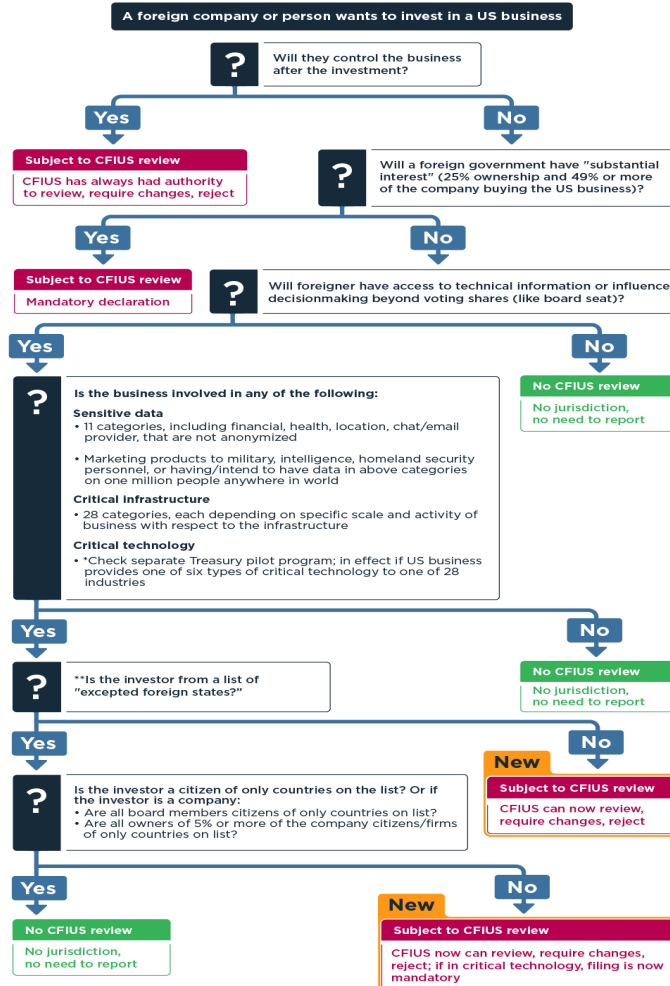 A foreign company or person wants to invest in a US business
?
Will they control the business
after the investment?
Yes
No
Subject to CFIUS review
CFIUS has always had authority
to review, require changes, reject
?
Will a foreign government have "substantial
interest" (25% ownership and 49% or more
of the company buying the US business)?
Yes
No
Subject to CFIUS review
Mandatory declaration
?
Will foreigner have access to technical information or influence
decisionmaking beyond voting shares (like board seat)?
Yes
No
?
Is the business involved in any of the following:
Sensitive data
• 11 categories, including financial, health, location, chat/email
provider, that are not anonymized
• Marketing products to military, intelligence, homeland security
personnel, or having/intend to have data in above categories
on one million people anywhere in world
Critical infrastructure
• 28 categories, each depending on specific scale and activity of
business with respect to the infrastructure
Critical technology
• *Check separate Treasury pilot program; in effect if US business
provides one of six types of critical technology to one of 28
industries
No CFIUS review
No jurisdiction,
no need to report
Yes
No
?
**Is the investor from a list of
"excepted foreign states?”
No CFIUS review
No jurisdiction,
no need to report
Yes
No
?
Is the investor a citizen of only countries on the list? Or if
the investor is a company:
• Are all board members citizens of only countries on list?
• Are all owners of 5% or more of the company citizens/firms
of only countries on list?
New
Subject to CFIUS review
CFIUS can now review,
require changes, reject
Yes
No
No CFIUS review
No jurisdiction,
no need to report
New
Subject to CFIUS review
CFIUS now can review, require changes,
reject; if in critical technology, filing is now
mandatory